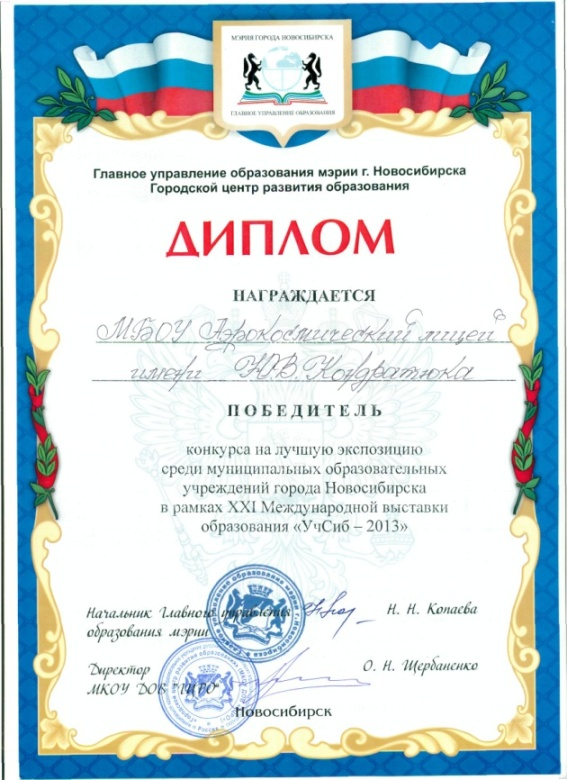 МЭРИЯ ГОРОДА НОВОСИБИРСКА
ГЛАВНОЕ УПРАВЛЕНИЕ ОБРАЗОВАНИЯ
Главное управление образования мэрии г. Новосибирска
Городской центр развития образования
ДИПЛОМ
НАГРАЖДАЕТСЯ
МБОУ Аэрокосмический лицей
имени Ю.В. Кондратюка
ПОБЕДИТЕЛЬ
конкурса на лучшую экспозицию
среди муниципальных образовательных
учреждений города Новосибирска
в рамках XXI Международной выставки
образования «УчСиб – 2013»
Начальник Главного управления Н. Н. Копаева
образования мэрии
Директор О. Н. Щербаненко
МКОУ ДОВ "ГЦРО"
Новосибирск